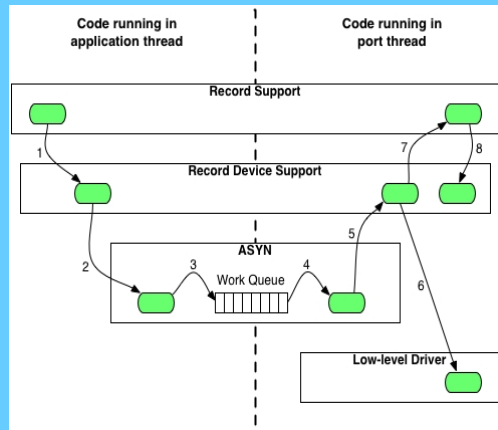 Code running in
application thread
Code running in
port thread
Record Support
1
7
8
Record Device Support
2
5
ASYN
3
4
Work Queue
6
Low-level Driver